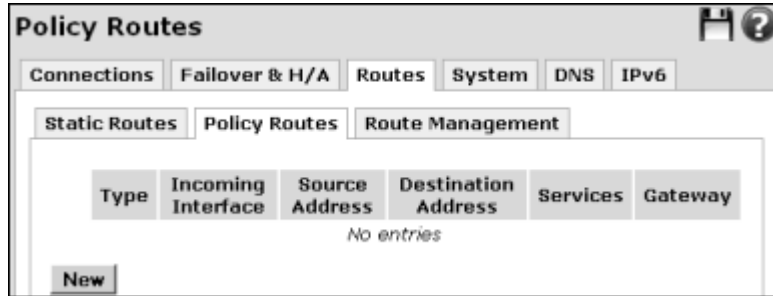 Policy Routes
Connections Failover & H/A Routes System DNS IPv6
Static Routes Policy Routes Route Management
Type Incoming Interface Source Address Destination Address Services Gateway
No entries
New